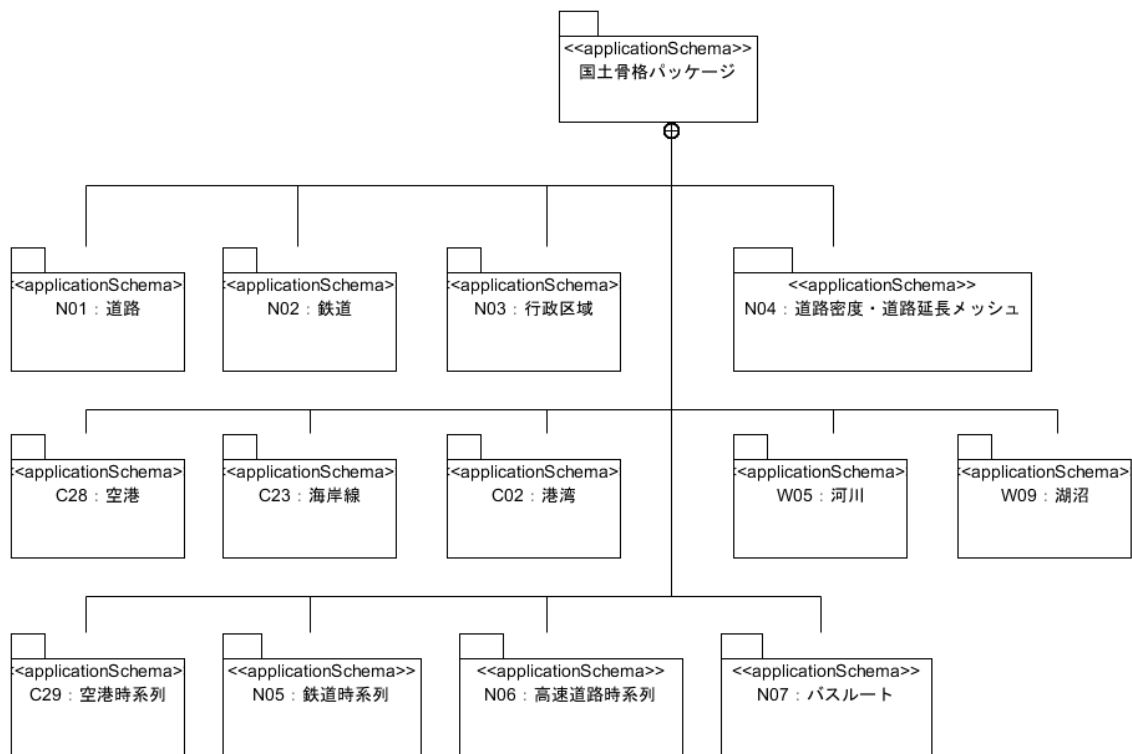 <<applicationSchema>>
国土骨格パッケージ
<<applicationSchema>
N01：道路
<<applicationSchema>
N02：鉄道
<<applicationSchema>
N03：行政区域
<<applicationSchema>>
N04：道路密度・道路延長メッシュ
<<applicationSchema>
C28：空港
<<applicationSchema>
C23：海岸線
<<applicationSchema>
C02：港湾
<<applicationSchema>
W05：河川
<<applicationSchema>
W09：湖沼
<<applicationSchema>
C29：空港時系列
<<applicationSchema>>
N05：鉄道時系列
<<applicationSchema>>
N06：高速道路時系列
<<applicationSchema>>
N07：バスルート